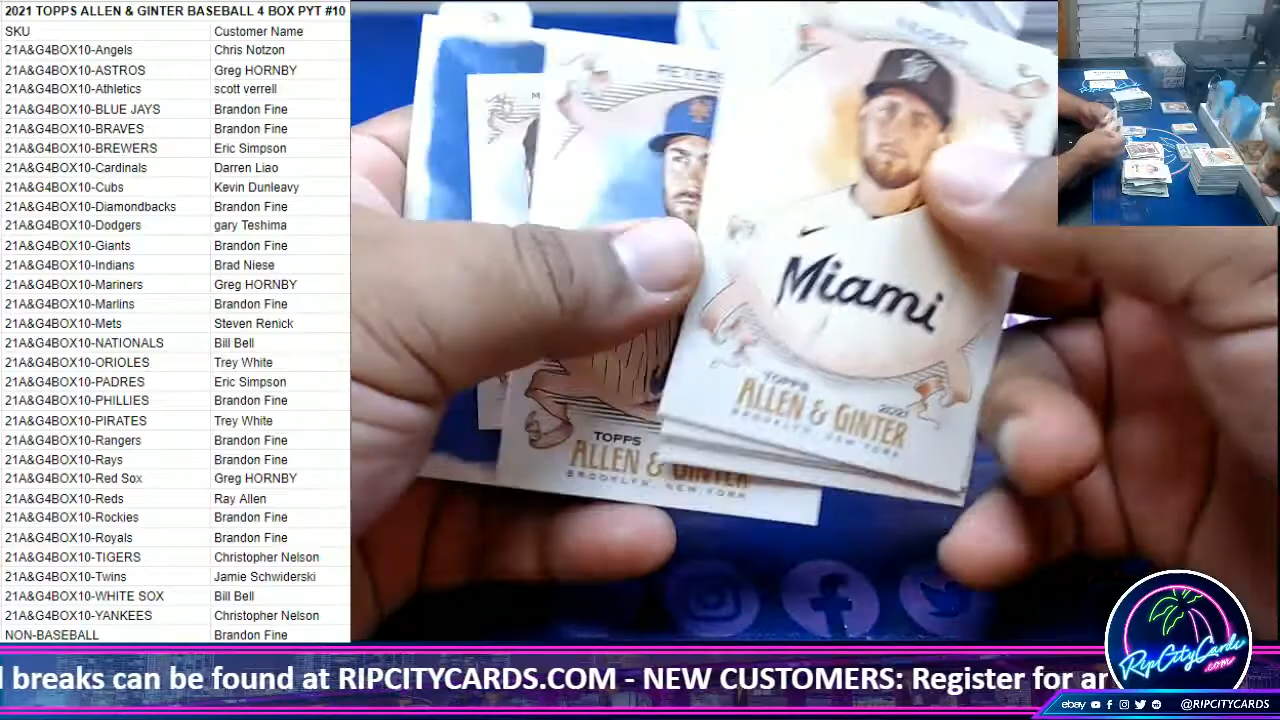 2021 TOPPS ALLEN & GINTER BASEBALL 4 BOX PYT #10
SKU Customer Name
21A&G4BOX10-Angels Chris Notzon
21A&G4BOX10-ASTROS Greg HORNBY
21A&G4BOX10-Athletics scott verrell
21A&G4BOX10-BLUE JAYS Brandon Fine
21A&G4BOX10-BRAVES Brandon Fine
21A&G4BOX10-BREWERS Eric Simpson
21A&G4BOX10-Cardinals Darren Liao
21A&G4BOX10-Cubs Kevin Dunleavy
21A&G4BOX10-Diamondbacks Brandon Fine
21A&G4BOX10-Dodgers gary Teshima
21A&G4BOX10-Giants Brandon Fine
21A&G4BOX10-Indians Brad Niese
21A&G4BOX10-Mariners Greg HORNBY
21A&G4BOX10-Marlins Brandon Fine
21A&G4BOX10-Mets Steven Renick
21A&G4BOX10-NATIONALS Bill Bell
21A&G4BOX10-ORIOLES Trey White
21A&G4BOX10-PADRES Eric Simpson
21A&G4BOX10-PHILLIES Brandon Fine
21A&G4BOX10-PIRATES Trey White
21A&G4BOX10-Rangers Brandon Fine
21A&G4BOX10-Rays Brandon Fine
21A&G4BOX10-Red Sox Greg HORNBY
21A&G4BOX10-Reds Ray Allen
21A&G4BOX10-Rockies Brandon Fine
21A&G4BOX10-Royals Brandon Fine
21A&G4BOX10-TIGERS Christopher Nelson
21A&G4BOX10-Twins Jamie Schwiderski
21A&G4BOX10-WHITE SOX Bill Bell
21A&G4BOX10-YANKEES Christopher Nelson
NON-BASEBALL Brandon Fine
Miami
TOPPS 2021
ALLEN & GINTER
BROOKLYN, NEW YORK
TOPPS
ALLEN & GINTER
BROOKLYN, NEW YORK
breaks can be found at RIPCITYCARDS.COM - NEW CUSTOMERS: Register for
RipCityCards
.com
ebay @RIPCITYCARDS